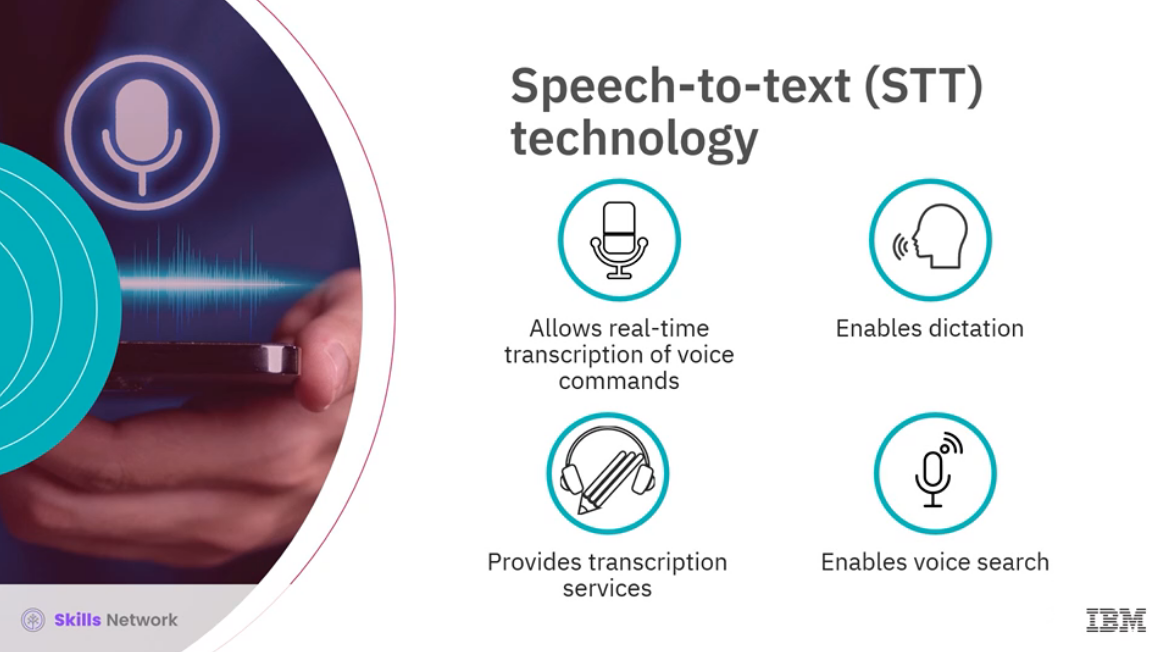 Speech-to-text (STT)
technology
Allows real-time
transcription of voice
commands
Enables dictation
Provides transcription
services
Enables voice search
Skills Network
IBM